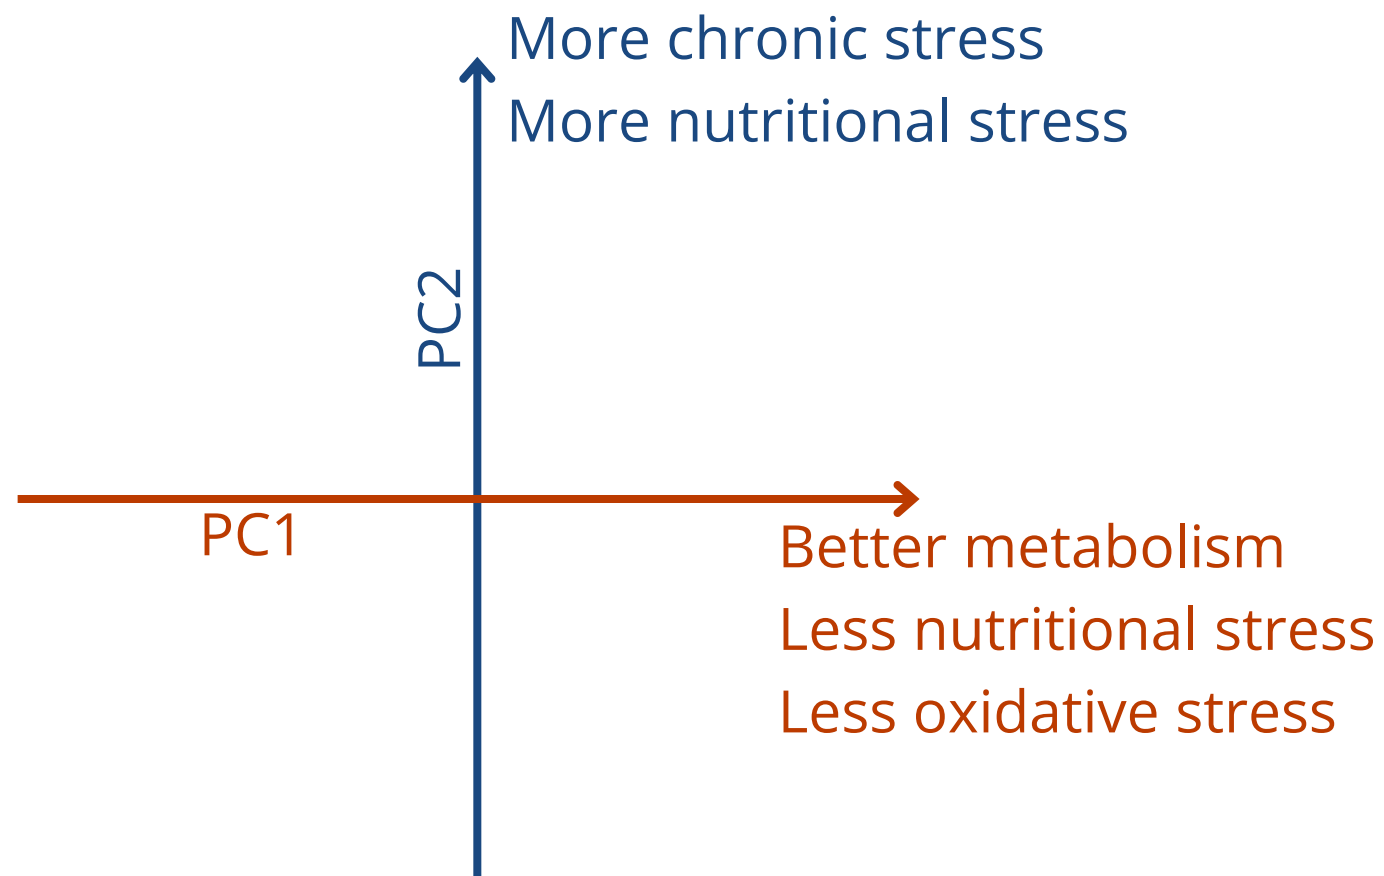 More chronic stress
More nutritional stress
PC2
PC1
Better metabolism
Less nutritional stress
Less oxidative stress